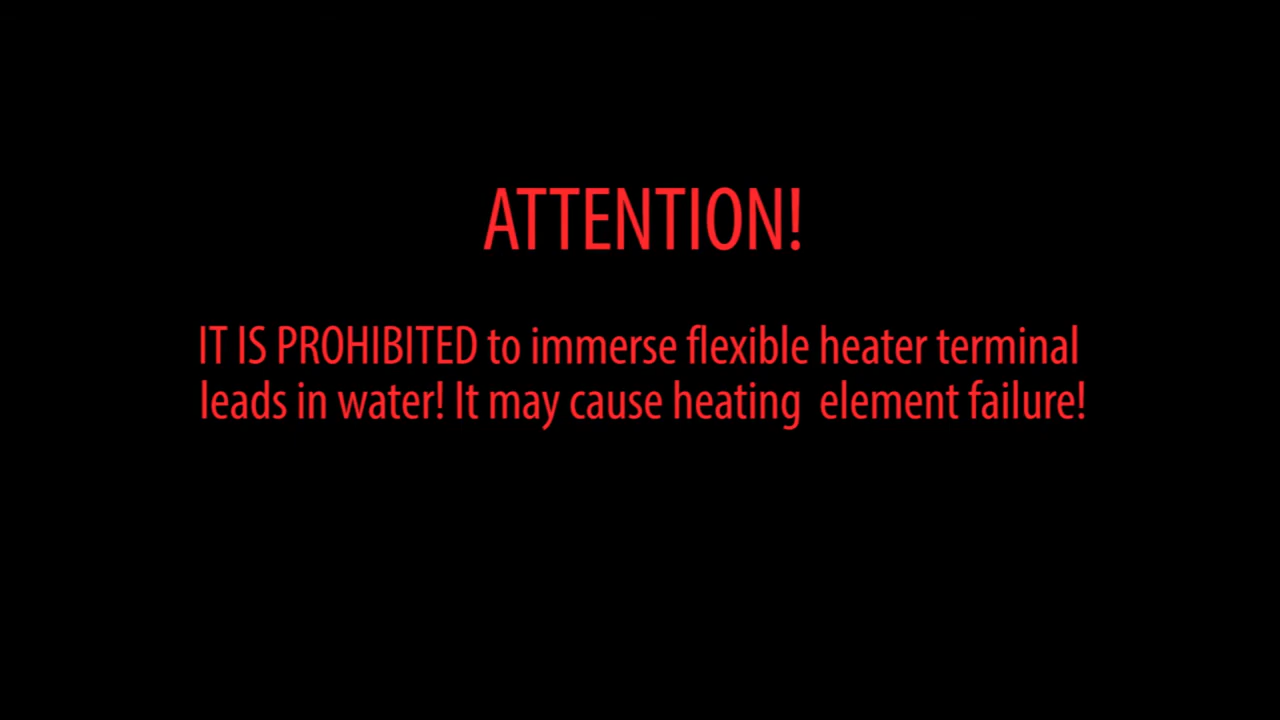 ATTENTION!
IT IS PROHIBITED to immerse flexible heater terminal
leads in water! It may cause heating  element failure!